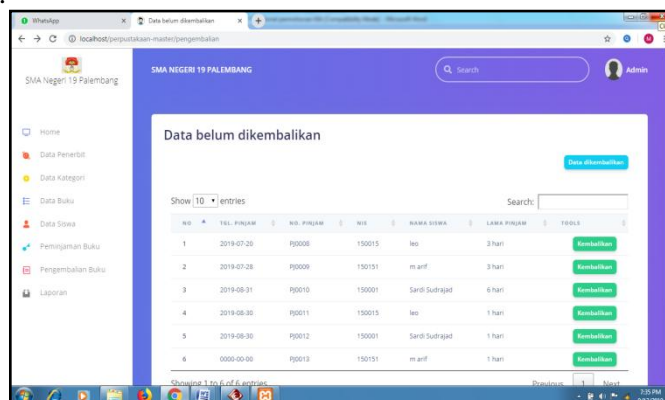 WhatsApp
Data belum dikembalikan
localhost/perpustakaan-master/pengembalian
SMA Negeri 19 Palembang
SMA NEGERI 19 PALEMBANG
Search
Admin
Home
Data Penerbit
Data Kategori
Data Buku
Data Siswa
Peminjaman Buku
Pengembalian Buku
Laporan
Data belum dikembalikan
Data dikembalikan
Show 10 entries
Search:
NO TGL. PINJAM NO. PINJAM NIS NAMA SISWA LAMA PINJAM TOOLS
1 PJ0008 150015 leo 3 hari Kembalikan
2 2019-07-28 PJ0009 150151 m arif 3 hari Kembalikan
3 2019-08-31 PJ0010 150001 Sardi Sudrajad 6 hari Kembalikan
4 2019-08-30 PJ0011 150015 leo 1 hari Kembalikan
5 2019-08-30 PJ0012 150001 Sardi Sudrajad 1 hari Kembalikan
6 0000-00-00 PJ0013 150151 m arif 1 hari Kembalikan
Showing 1 to 6 of 6 entries
Previous 1 Next
2:35 PM